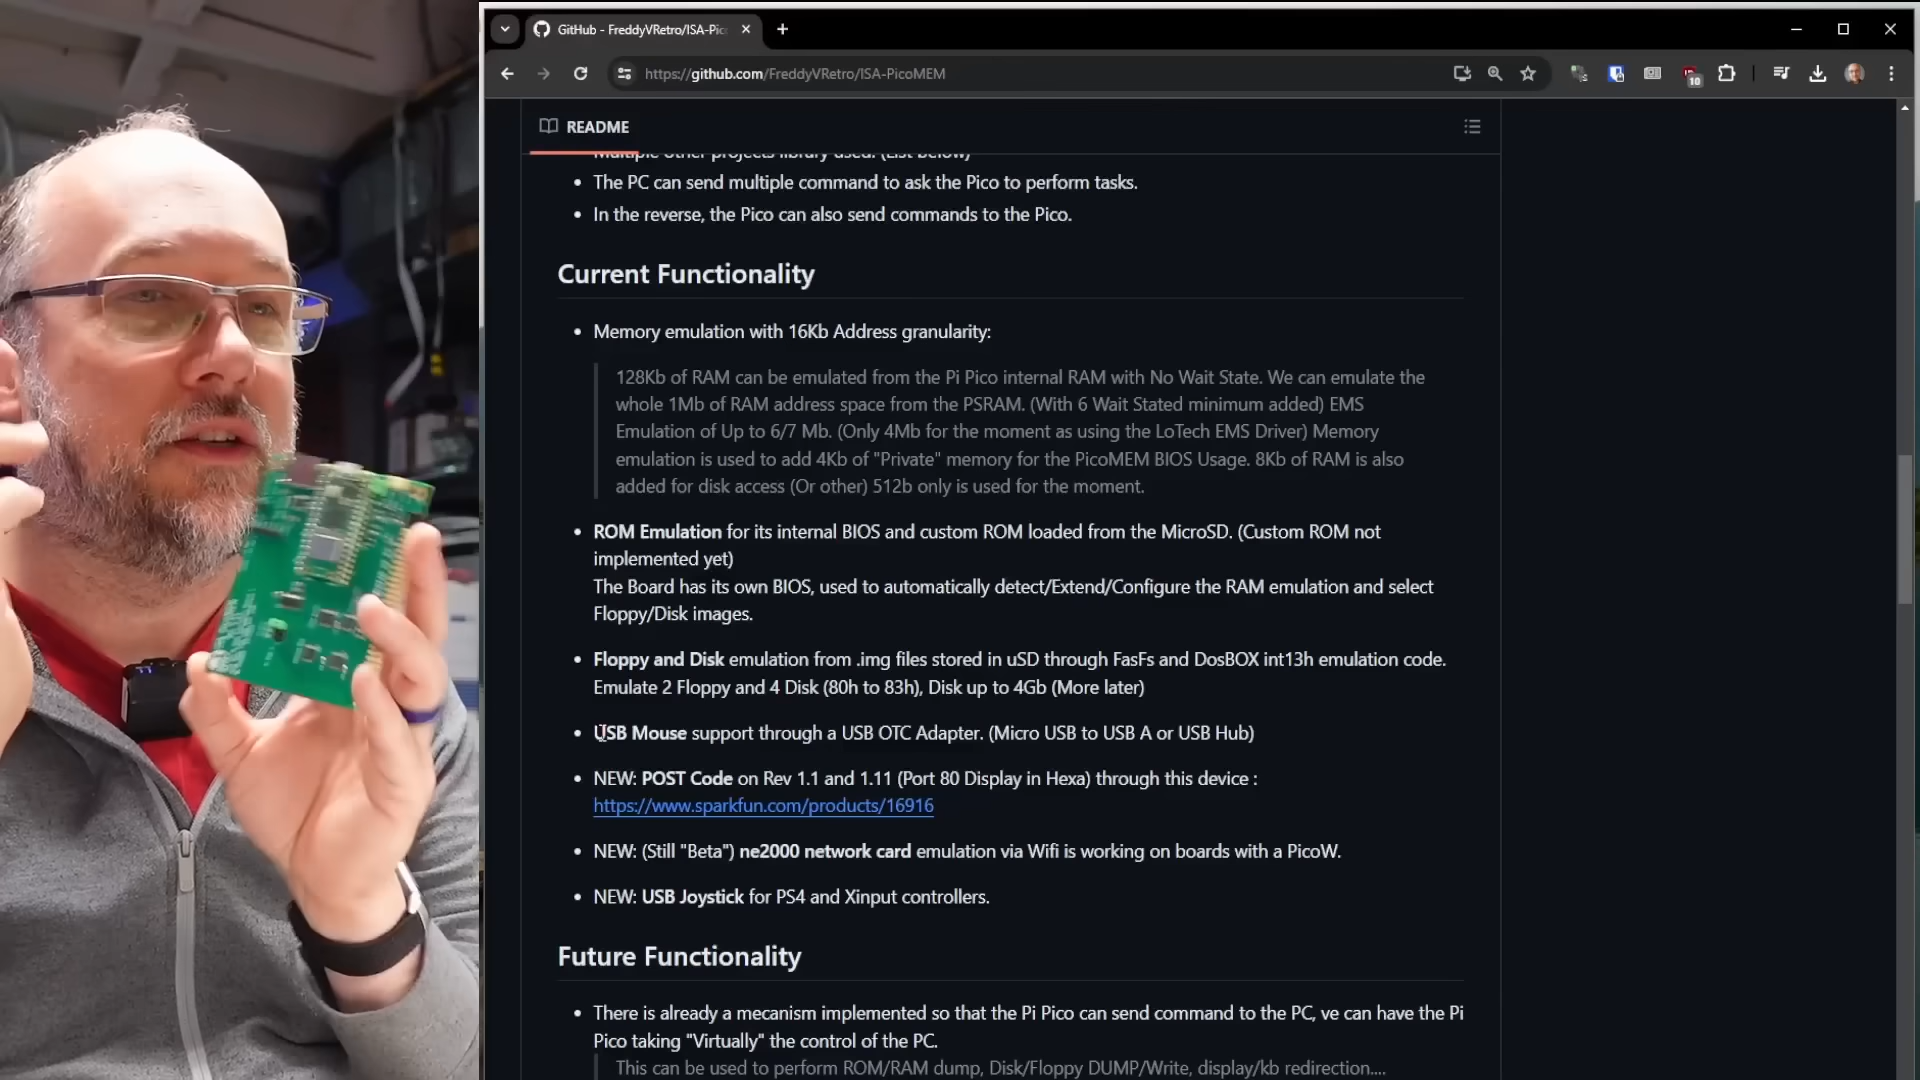 GitHub - FreddyVRetro/ISA-Pic
https://github.com/FreddyVRetro/ISA-PicoMEM
10
README
Multiple other projects library used. (List below)
• The PC can send multiple command to ask the Pico to perform tasks.
• In the reverse, the Pico can also send commands to the Pico.
Current Functionality
• Memory emulation with 16Kb Address granularity:
128Kb of RAM can be emulated from the Pi Pico internal RAM with No Wait State. We can emulate the
whole 1Mb of RAM address space from the PSRAM. (With 6 Wait Stated minimum added) EMS
Emulation of Up to 6/7 Mb. (Only 4Mb for the moment as using the LoTech EMS Driver) Memory
emulation is used to add 4Kb of "Private" memory for the PicoMEM BIOS Usage. 8Kb of RAM is also
added for disk access (Or other) 512b only is used for the moment.
• ROM Emulation for its internal BIOS and custom ROM loaded from the MicroSD. (Custom ROM not
implemented yet)
The Board has its own BIOS, used to automatically detect/Extend/Configure the RAM emulation and select
Floppy/Disk images.
• Floppy and Disk emulation from .img files stored in uSD through FasFs and DosBOX int13h emulation code.
Emulate 2 Floppy and 4 Disk (80h to 83h), Disk up to 4Gb (More later)
• USB Mouse support through a USB OTC Adapter. (Micro USB to USB A or USB Hub)
• NEW: POST Code on Rev 1.1 and 1.11 (Port 80 Display in Hexa) through this device :
https://www.sparkfun.com/products/16916
• NEW: (Still "Beta") ne2000 network card emulation via Wifi is working on boards with a PicoW.
• NEW: USB Joystick for PS4 and Xinput controllers.
Future Functionality
• There is already a mecanism implemented so that the Pi Pico can send command to the PC, ve can have the Pi
Pico taking "Virtually" the control of the PC.
This can be used to perform ROM/RAM dump, Disk/Floppy DUMP/Write, display/kb redirection....